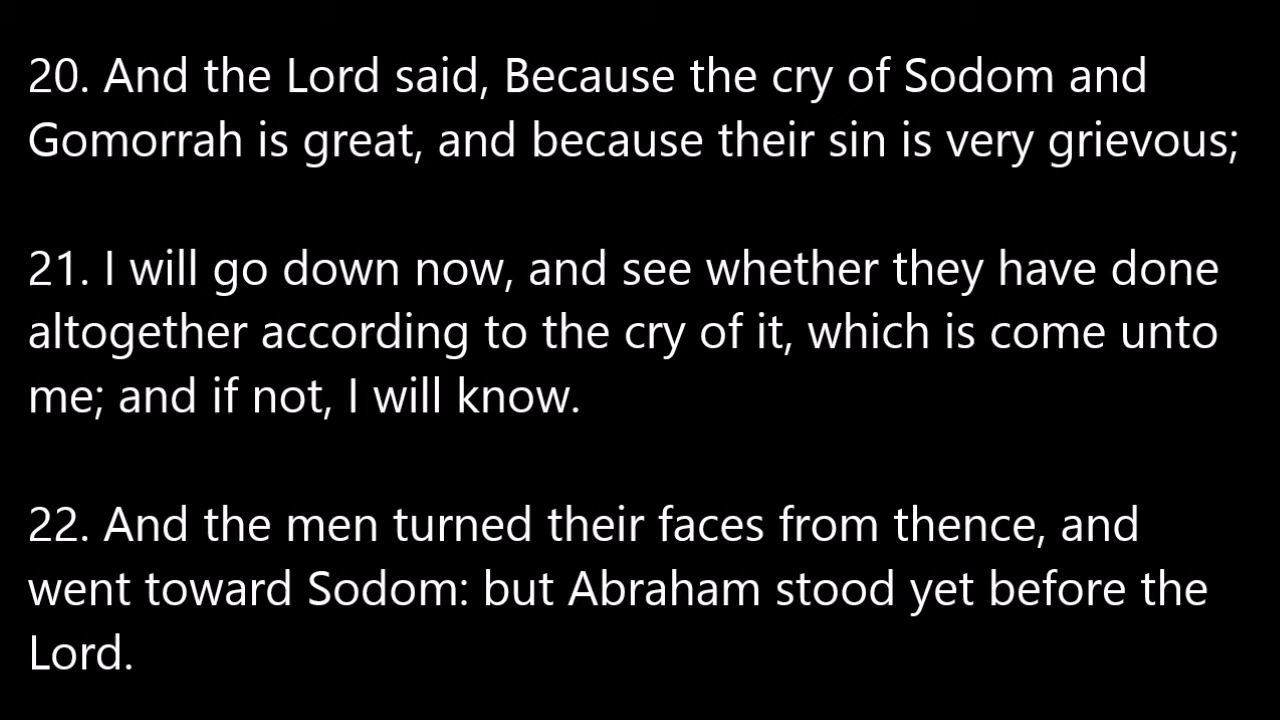 20. And the Lord said, Because the cry of Sodom and
Gomorrah is great, and because their sin is very grievous;
21. I will go down now, and see whether they have done
altogether according to the cry of it, which is come unto
me; and if not, I will know.
22. And the men turned their faces from thence, and
went toward Sodom: but Abraham stood yet before the
Lord.